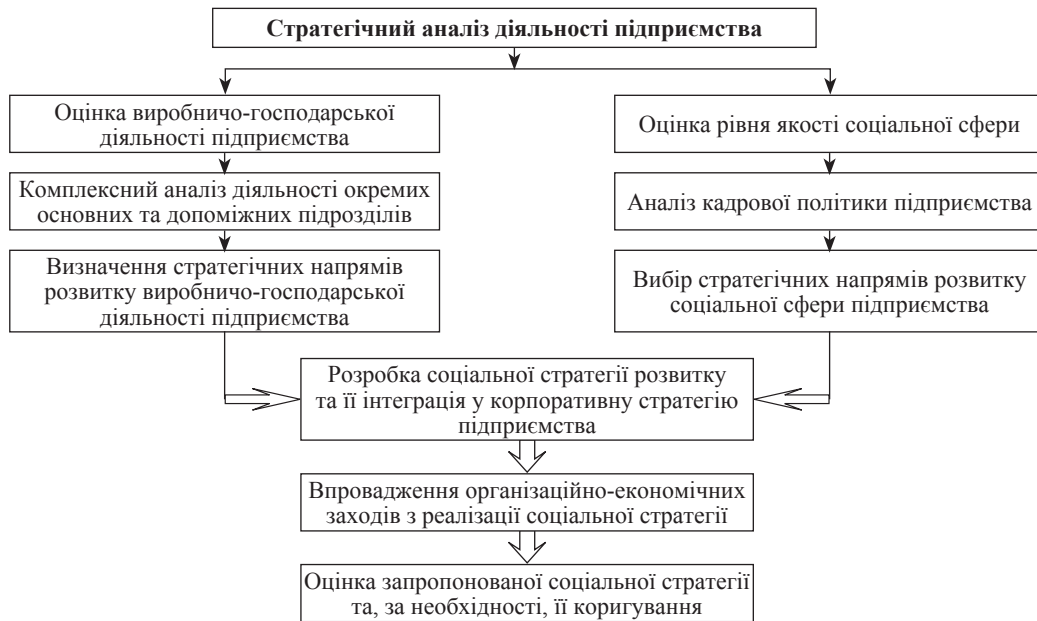 Стратегічний аналіз діяльності підприємства
Оцінка виробничо-господарської
діяльності підприємства
Оцінка рівня якості соціальної сфери
Комплексний аналіз діяльності окремих
основних та допоміжних підрозділів
Аналіз кадрової політики підприємства
Визначення стратегічних напрямів
розвитку виробничо-господарської
діяльності підприємства
Вибір стратегічних напрямів розвитку
соціальної сфери підприємства
Розробка соціальної стратегії розвитку
та її інтеграція у корпоративну стратегію
підприємства
Впровадження організаційно-економічних
заходів з реалізації соціальної стратегії
Оцінка запропонованої соціальної стратегії
та, за необхідності, її коригування